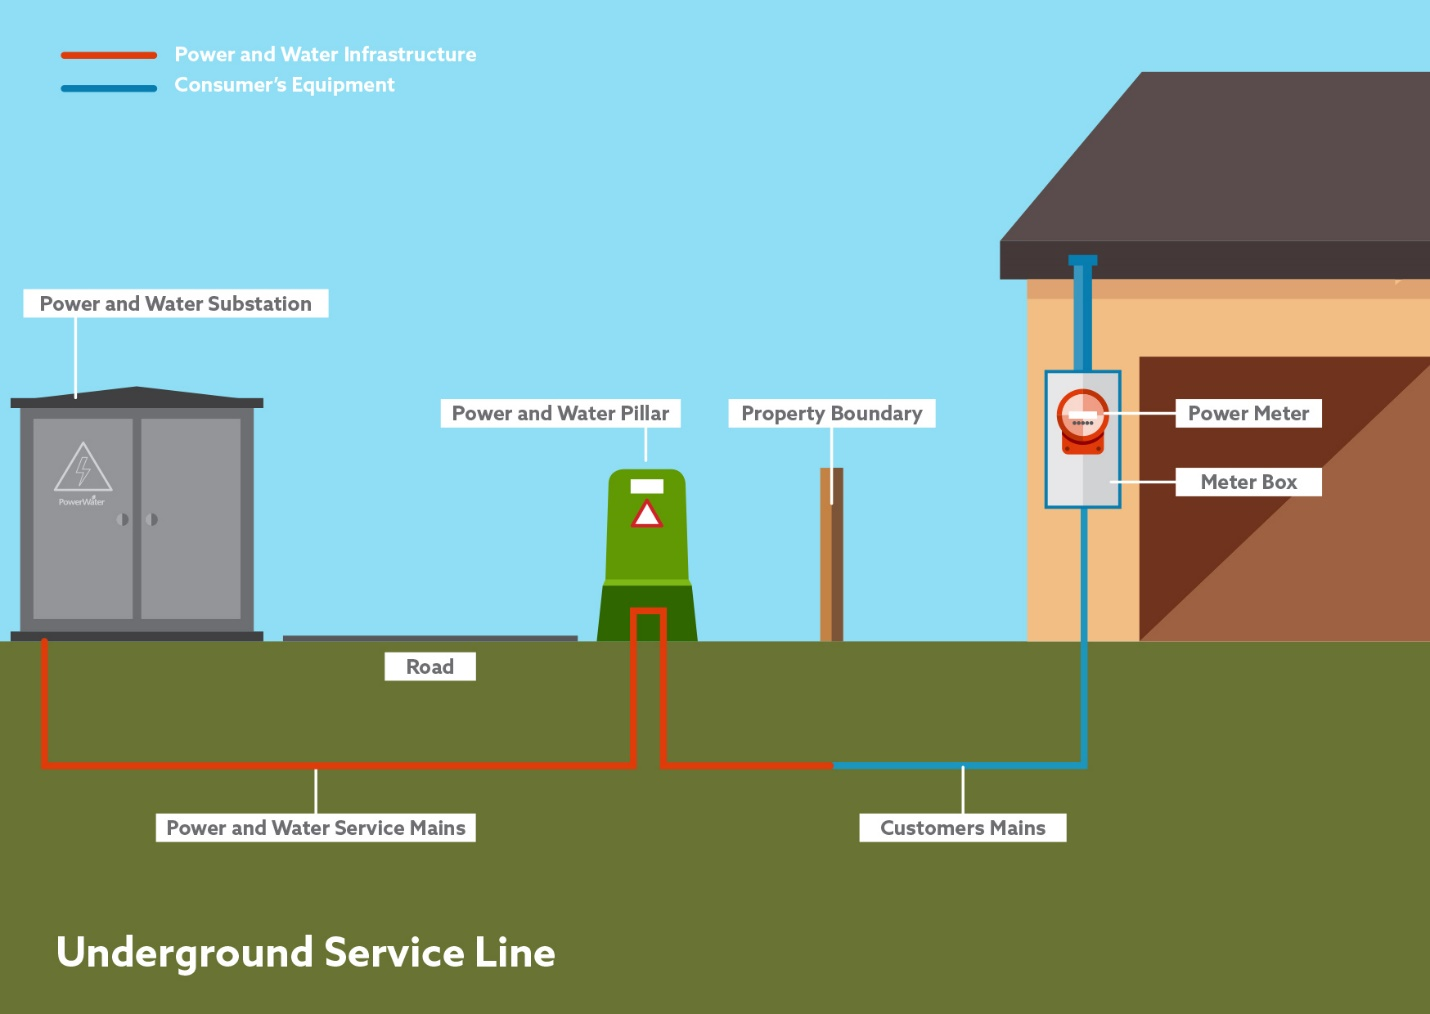 Power and Water Infrastructure
Consumer's Equipment
Power and Water Substation
Power and Water Pillar
Property Boundary
Power Meter
Meter Box
PowerWater
Road
Power and Water Service Mains
Customers Mains
Underground Service Line